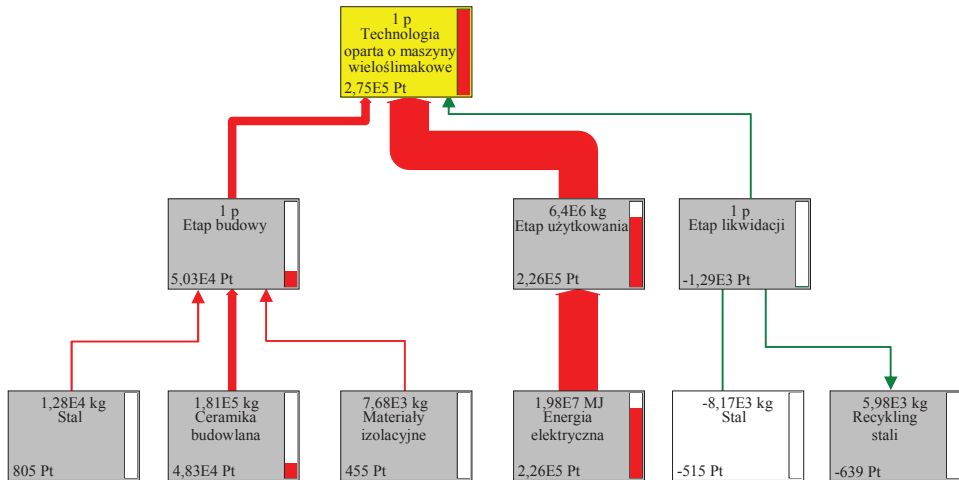 1 p
Technologia
oparta o maszyny
wieloślimakowe
2,75E5 Pt
1 p
Etap budowy
5,03E4 Pt
6,4E6 kg
Etap użytkowania
2,26E5 Pt
1 p
Etap likwidacji
-1,29E3 Pt
1,28E4 kg
Stal
805 Pt
1,81E5 kg
Ceramika
budowlana
4,83E4 Pt
7,68E3 kg
Materiały
izolacyjne
455 Pt
1,98E7 MJ
Energia
elektryczna
2,26E5 Pt
-8,17E3 kg
Stal
-515 Pt
5,98E3 kg
Recykling
stali
-639 Pt